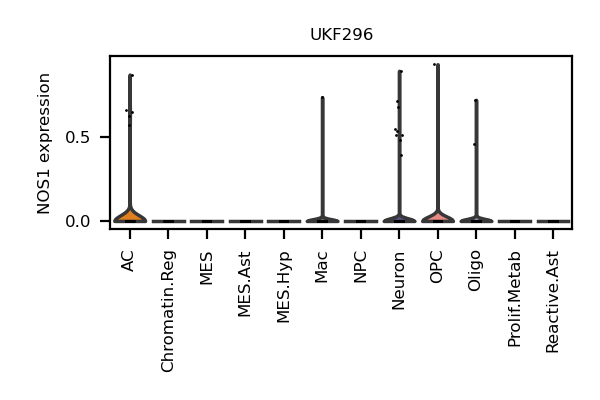 UKF296
NOS1 expression
0.5
0.0
AC
Chromatin.Reg
MES
MES.Ast
MES.Hyp
Mac
NPC
Neuron
OPC
Oligo
Prolif.Metab
Reactive.Ast